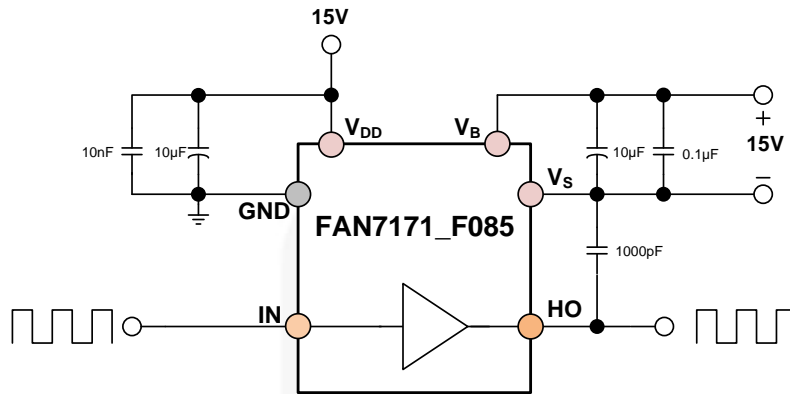 15V
10nF
10µF
V_DD
V_B
10µF
0.1µF
+
15V
−
GND
V_S
FAN7171_F085
1000pF
IN
HO